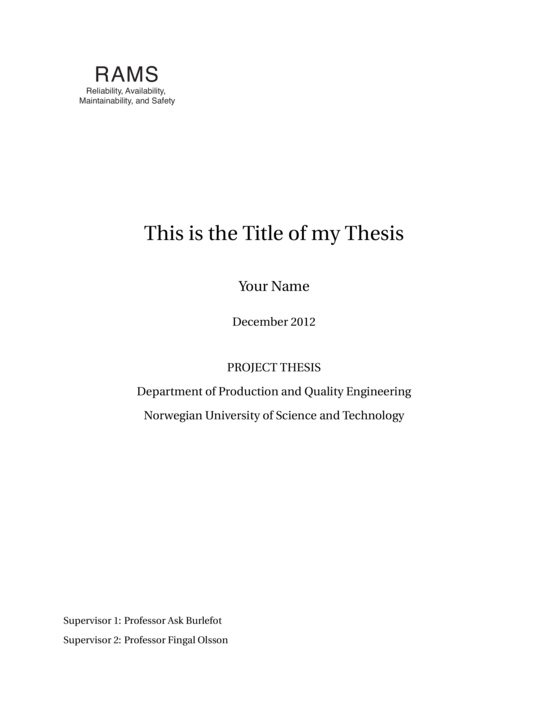 RAMS
Reliability, Availability,
Maintainability, and Safety
This is the Title of my Thesis
Your Name
December 2012
PROJECT THESIS
Department of Production and Quality Engineering
Norwegian University of Science and Technology
Supervisor 1: Professor Ask Burlefot
Supervisor 2: Professor Fingal Olsson